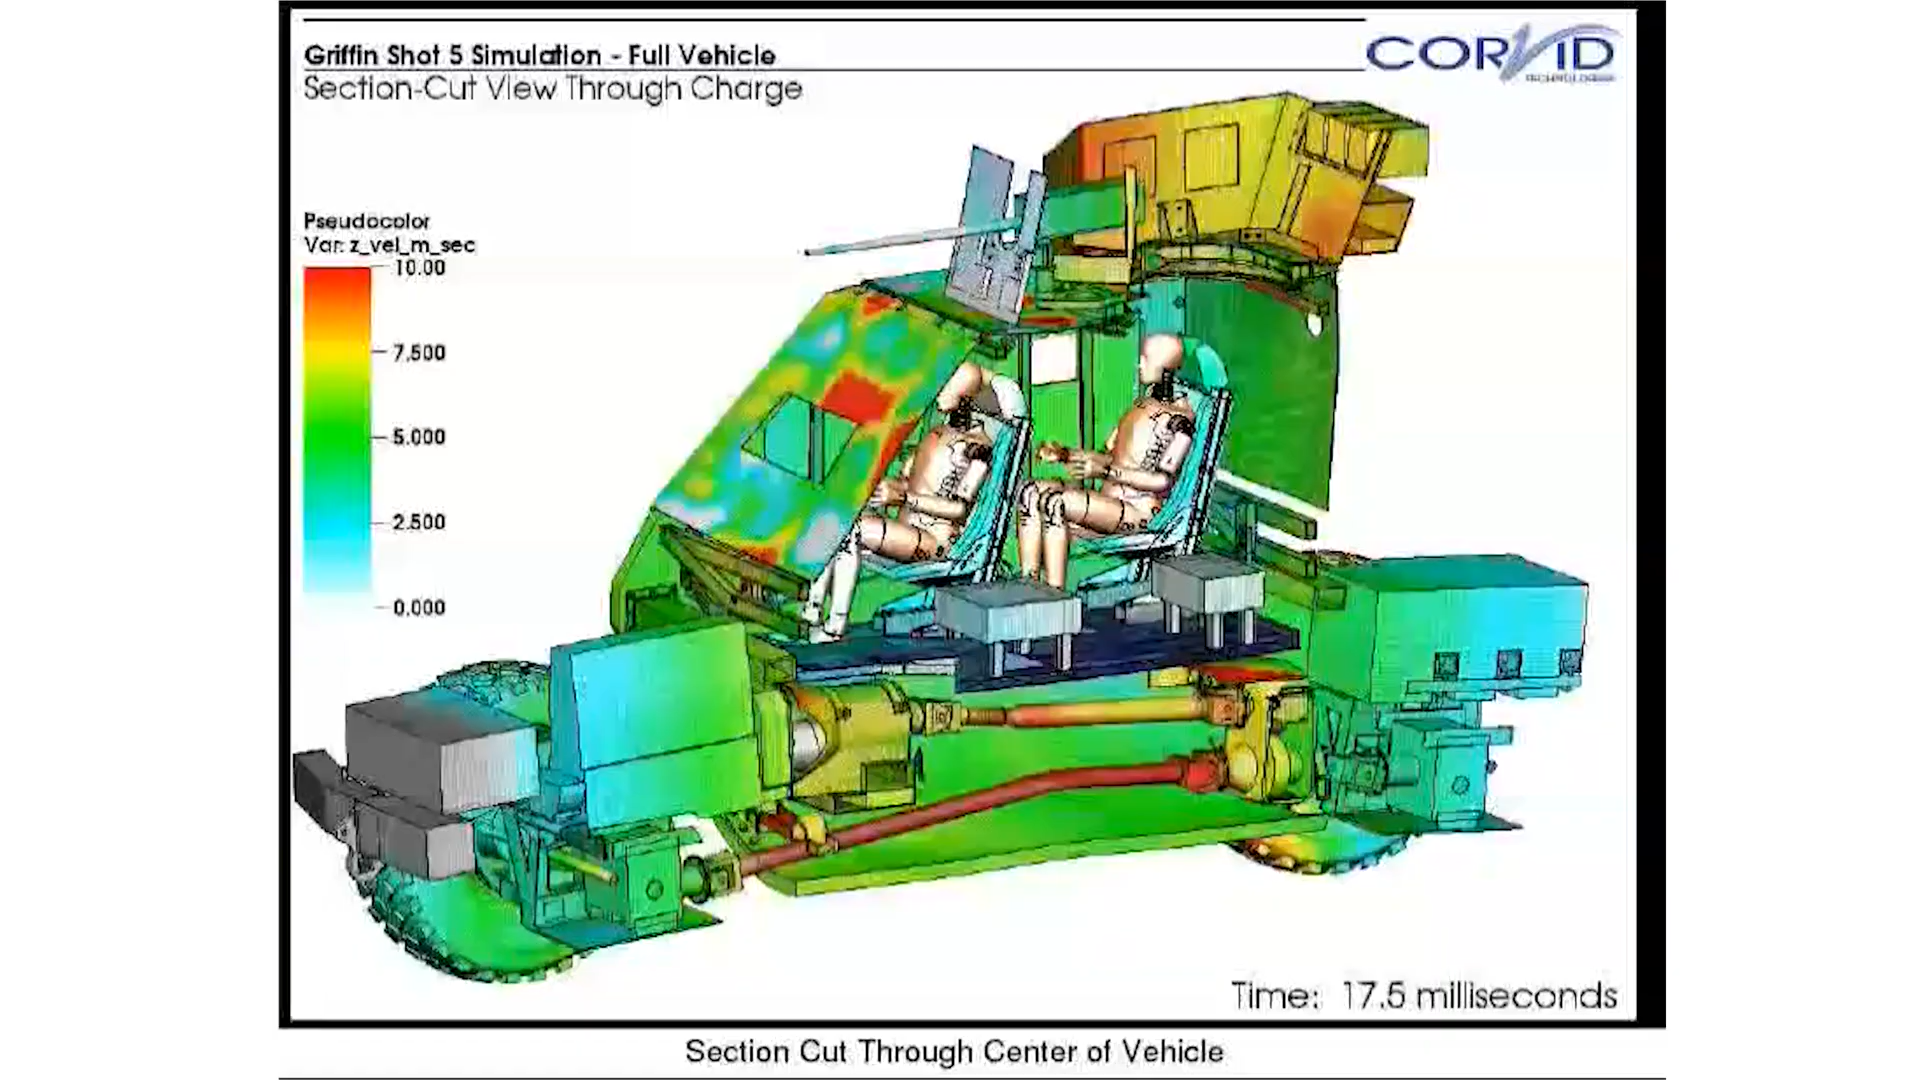 Griffin Shot 5 Simulation - Full Vehicle
Section-Cut View Through Charge
CORVID
TECHNOLOGIES
Pseudocolor
Var: z_vel_m_sec
10.00
7.500
5.000
2.500
0.000
Time: 17.5 milliseconds
Section Cut Through Center of Vehicle